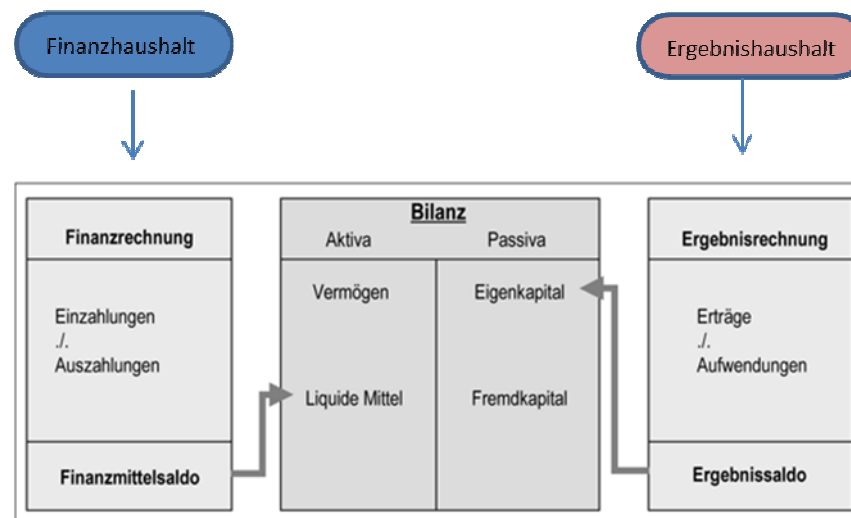 Finanzhaushalt
Ergebnishaushalt
Finanzrechnung
Einzahlungen
./.
Auszahlungen
Finanzmittelsaldo
Bilanz
Aktiva Passiva
Vermögen Eigenkapital
Liquide Mittel Fremdkapital
Ergebnisrechnung
Erträge
./.
Aufwendungen
Ergebnissaldo